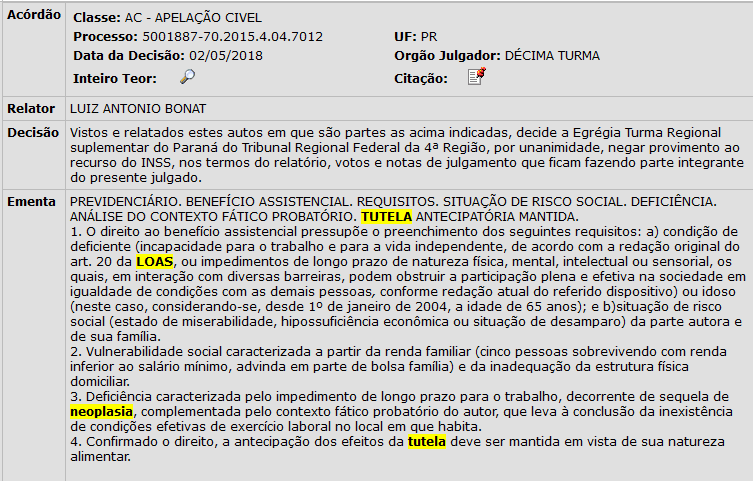 Acórdão
Classe: AC - APELAÇÃO CIVEL
Processo: 5001887-70.2015.4.04.7012 UF: PR
Data da Decisão: 02/05/2018 Orgão Julgador: DÉCIMA TURMA
Inteiro Teor: Citação:
Relator LUIZ ANTONIO BONAT
Decisão Vistos e relatados estes autos em que são partes as acima indicadas, decide a Egrégia Turma Regional
suplementar do Paraná do Tribunal Regional Federal da 4ª Região, por unanimidade, negar provimento ao
recurso do INSS, nos termos do relatório, votos e notas de julgamento que ficam fazendo parte integrante
do presente julgado.
Ementa PREVIDENCIÁRIO. BENEFÍCIO ASSISTENCIAL. REQUISITOS. SITUAÇÃO DE RISCO SOCIAL. DEFICIÊNCIA.
ANÁLISE DO CONTEXTO FÁTICO PROBATÓRIO. TUTELA ANTECIPATÓRIA MANTIDA.
1. O direito ao benefício assistencial pressupõe o preenchimento dos seguintes requisitos: a) condição de
deficiente (incapacidade para o trabalho e para a vida independente, de acordo com a redação original do
art. 20 da LOAS, ou impedimentos de longo prazo de natureza física, mental, intelectual ou sensorial, os
quais, em interação com diversas barreiras, podem obstruir a participação plena e efetiva na sociedade em
igualdade de condições com as demais pessoas, conforme redação atual do referido dispositivo) ou idoso
(neste caso, considerando-se, desde 1º de janeiro de 2004, a idade de 65 anos); e b)situação de risco
social (estado de miserabilidade, hipossuficiência econômica ou situação de desamparo) da parte autora e
de sua família.
2. Vulnerabilidade social caracterizada a partir da renda familiar (cinco pessoas sobrevivendo com renda
inferior ao salário mínimo, advinda em parte de bolsa família) e da inadequação da estrutura física
domiciliar.
3. Deficiência caracterizada pelo impedimento de longo prazo para o trabalho, decorrente de sequela de
neoplasia, complementada pelo contexto fático probatório do autor, que leva à conclusão da inexistência
de condições efetivas de exercício laboral no local em que habita.
4. Confirmado o direito, a antecipação dos efeitos da tutela deve ser mantida em vista de sua natureza
alimentar.